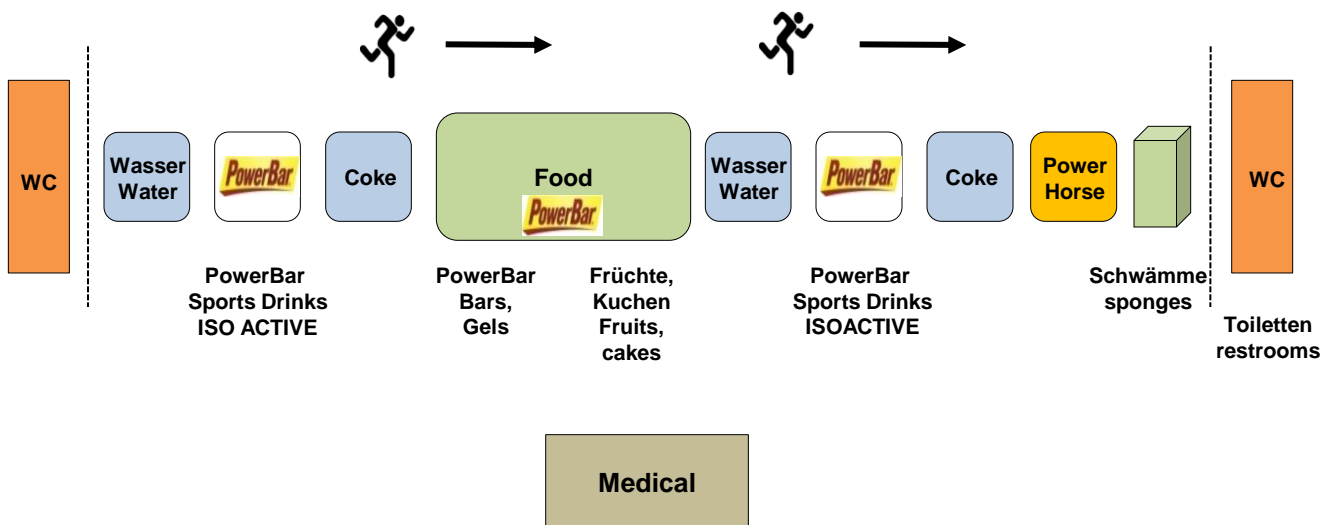 WC
Wasser
Water
PowerBar
Coke
Food
PowerBar
Wasser
Water
PowerBar
Coke
Power
Horse
WC
PowerBar
Sports Drinks
ISO ACTIVE
PowerBar
Bars,
Gels
Früchte,
Kuchen
Fruits,
cakes
PowerBar
Sports Drinks
ISOACTIVE
Schwämme
sponges
Toiletten
restrooms
Medical